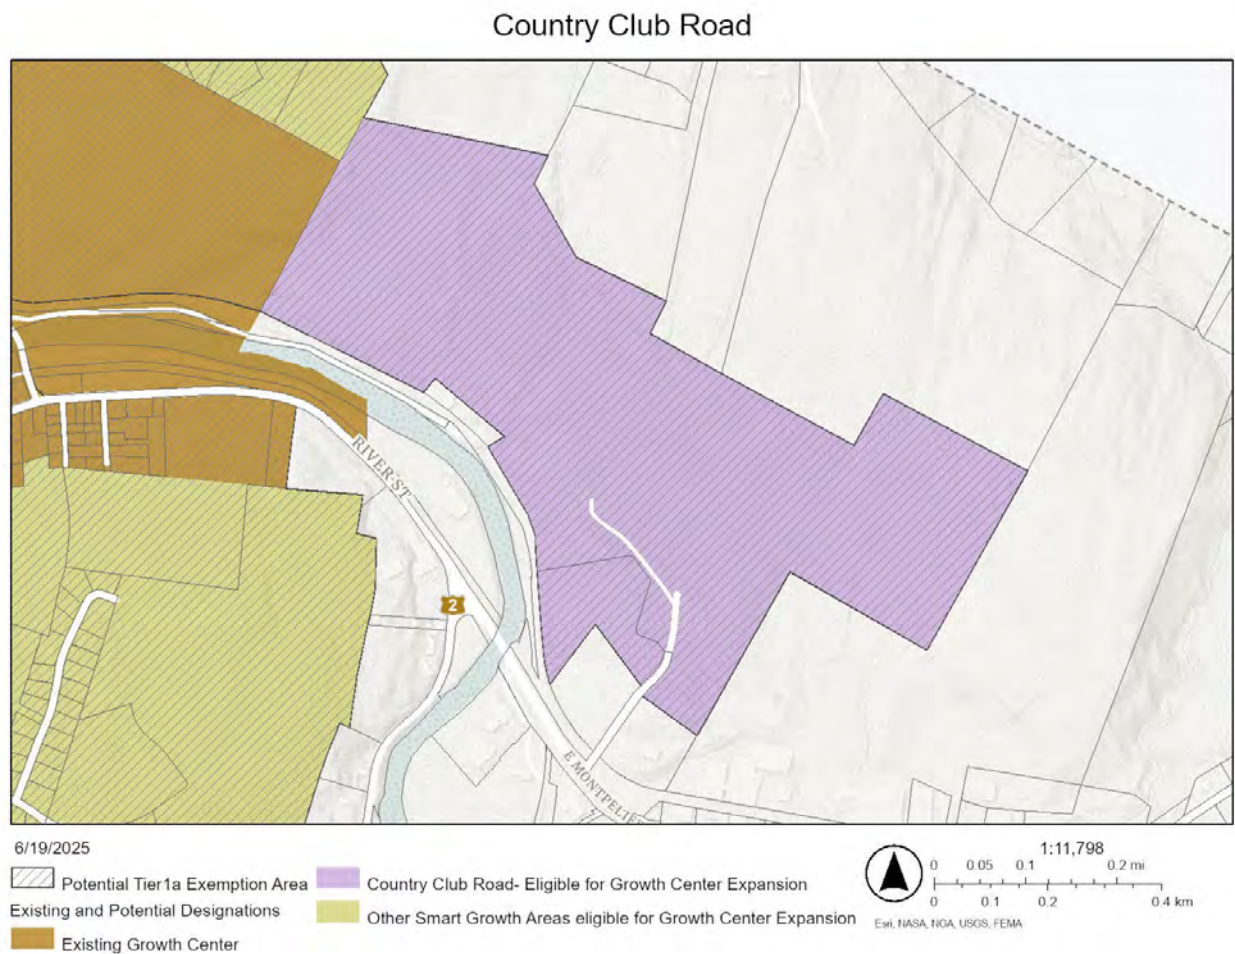 Country Club Road
RIVER ST
2
E MONTPELIER
6/19/2025
Potential Tier1a Exemption Area
Existing and Potential Designations
Existing Growth Center
Country Club Road- Eligible for Growth Center Expansion
Other Smart Growth Areas eligible for Growth Center Expansion
1:11,798
0 0.05 0.1 0.2 mi
0 0.1 0.2 0.4 km
Esri, NASA, NGA, USGS, FEMA